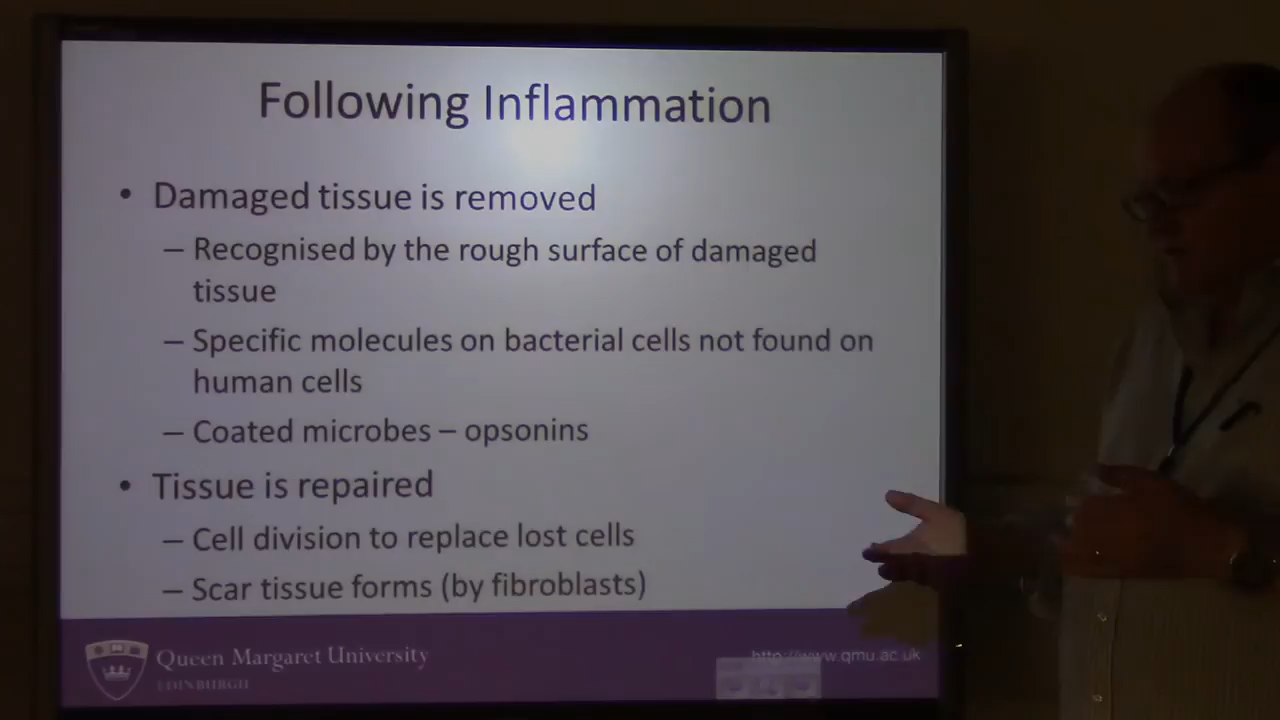 Following Inflammation
• Damaged tissue is removed
– Recognised by the rough surface of damaged
tissue
– Specific molecules on bacterial cells not found on
human cells
– Coated microbes – opsonins
• Tissue is repaired
– Cell division to replace lost cells
– Scar tissue forms (by fibroblasts)
Queen Margaret University
EDINBURGH
http://www.qmu.ac.uk